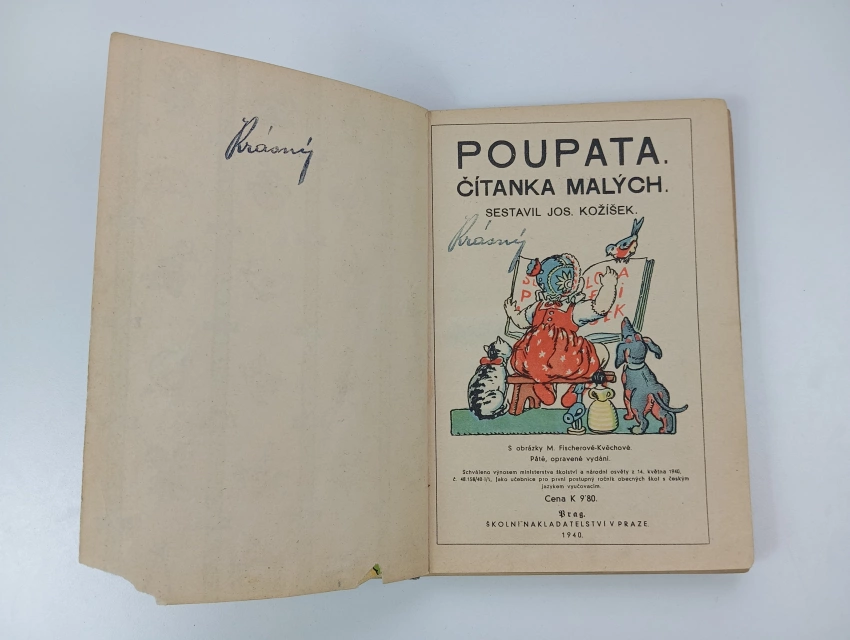 Krásný
POUPATA.
ČÍTANKA MALÝCH.
SESTAVIL JOS. KOŽÍŠEK.
Krásný
S obrázky M. Fischerové-Kvěchové.
Páté, opravené vydání.
Schváleno výnosem ministerstva školství a národní osvěty z 14. května 1940,
č. 48.158/40-I/1, jako učebnice pro první postupný ročník obecných škol s českým
jazykem vyučovacím.
Cena K 9'80.
Prag.
ŠKOLNÍ NAKLADATELSTVÍ V PRAZE.
1940.